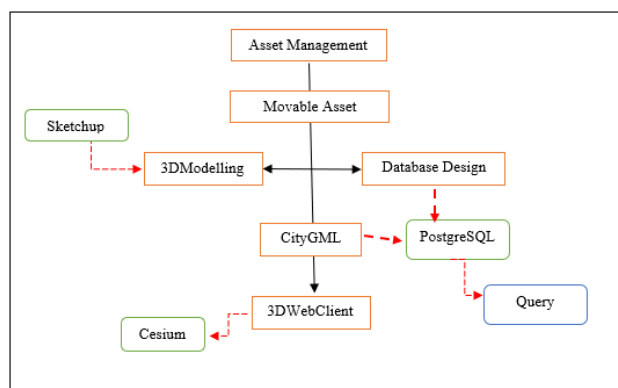 Asset Management
Movable Asset
Sketchup
3DModelling
Database Design
CityGML
PostgreSQL
Query
3DWebClient
Cesium